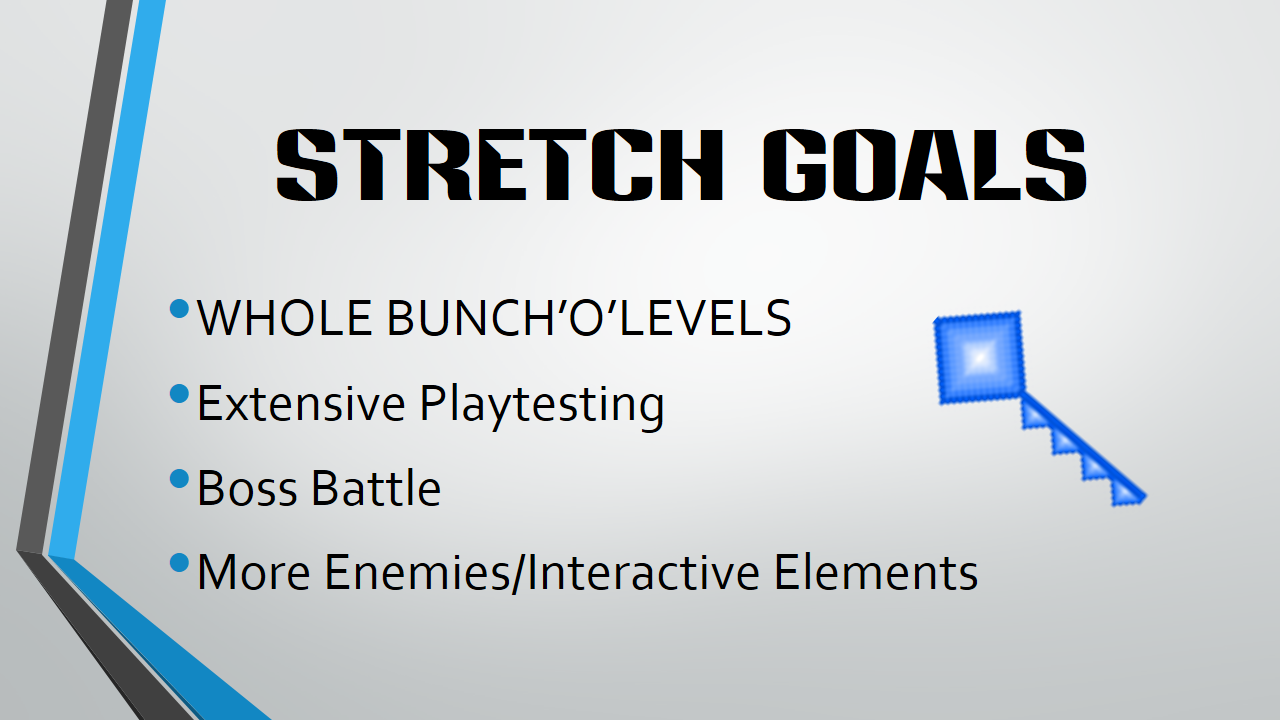 STRETCH GOALS
• WHOLE BUNCH’O’LEVELS
• Extensive Playtesting
• Boss Battle
• More Enemies/Interactive Elements